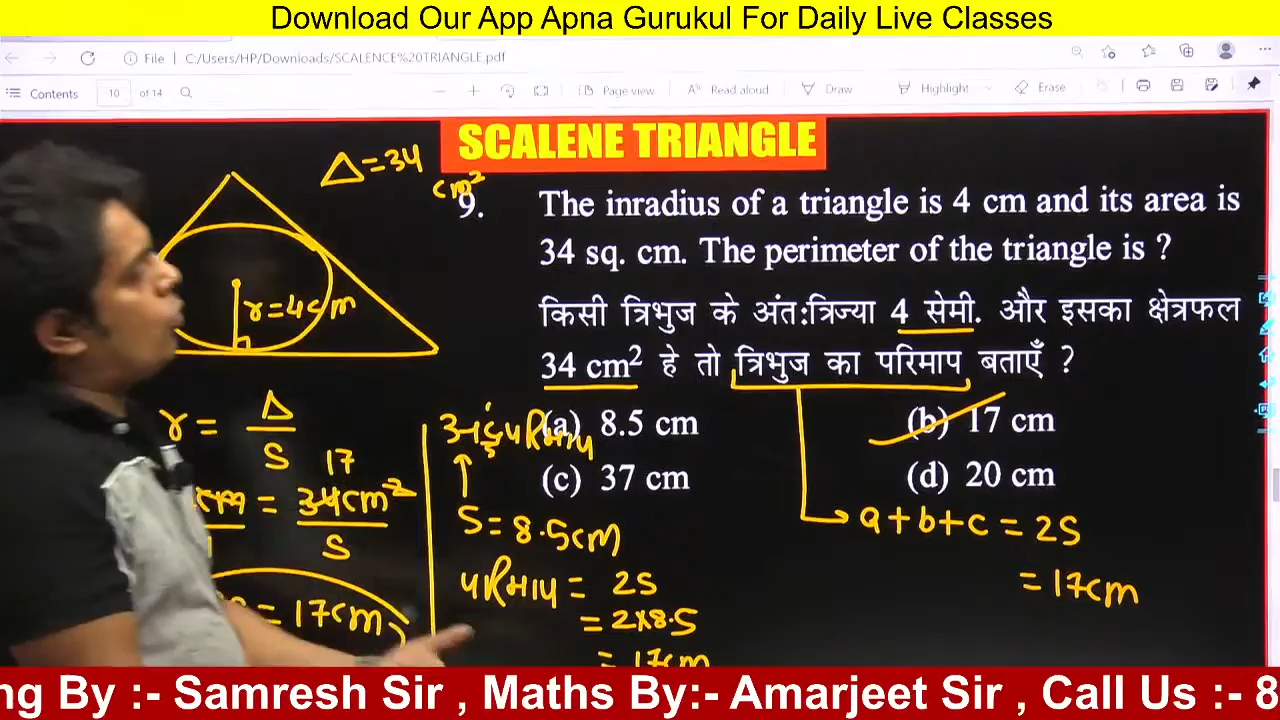 Download Our App Apna Gurukul For Daily Live Classes
File | C:/Users/HP/Downloads/SCALENCE%20TRIANGLE.pdf
Contents 10 of 14 Page view Read aloud Draw Highlight Erase
SCALENE TRIANGLE
Δ=34
cm²
r=4cm
9. The inradius of a triangle is 4 cm and its area is
34 sq. cm. The perimeter of the triangle is ?
किसी त्रिभुज के अंत:त्रिज्या 4 सेमी. और इसका क्षेत्रफल
34 cm² हे तो त्रिभुज का परिमाप बताएँ ?
(a) 8.5 cm (b) 17 cm
(c) 37 cm (d) 20 cm
r = Δ/S
17
cm = 34cm²/S
= 17cm
S = 8.5cm
परिमाप = 2S
= 2×8.5
= 17cm
a+b+c = 2S
= 17cm
ng By :- Samresh Sir , Maths By:- Amarjeet Sir , Call Us :- 8